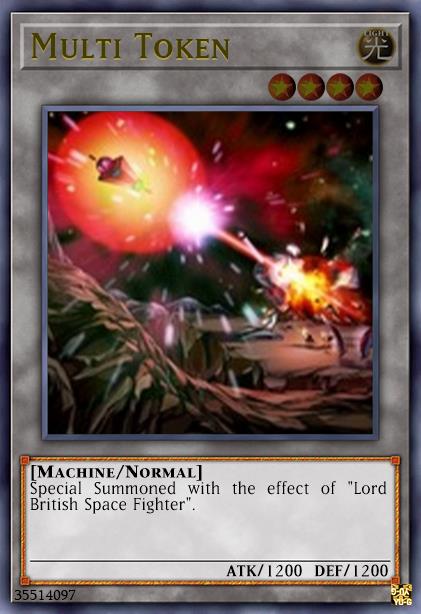 MULTI TOKEN
LIGHT
光
[MACHINE/NORMAL]
Special Summoned with the effect of "Lord
British Space Fighter".
ATK/1200 DEF/1200
35514097